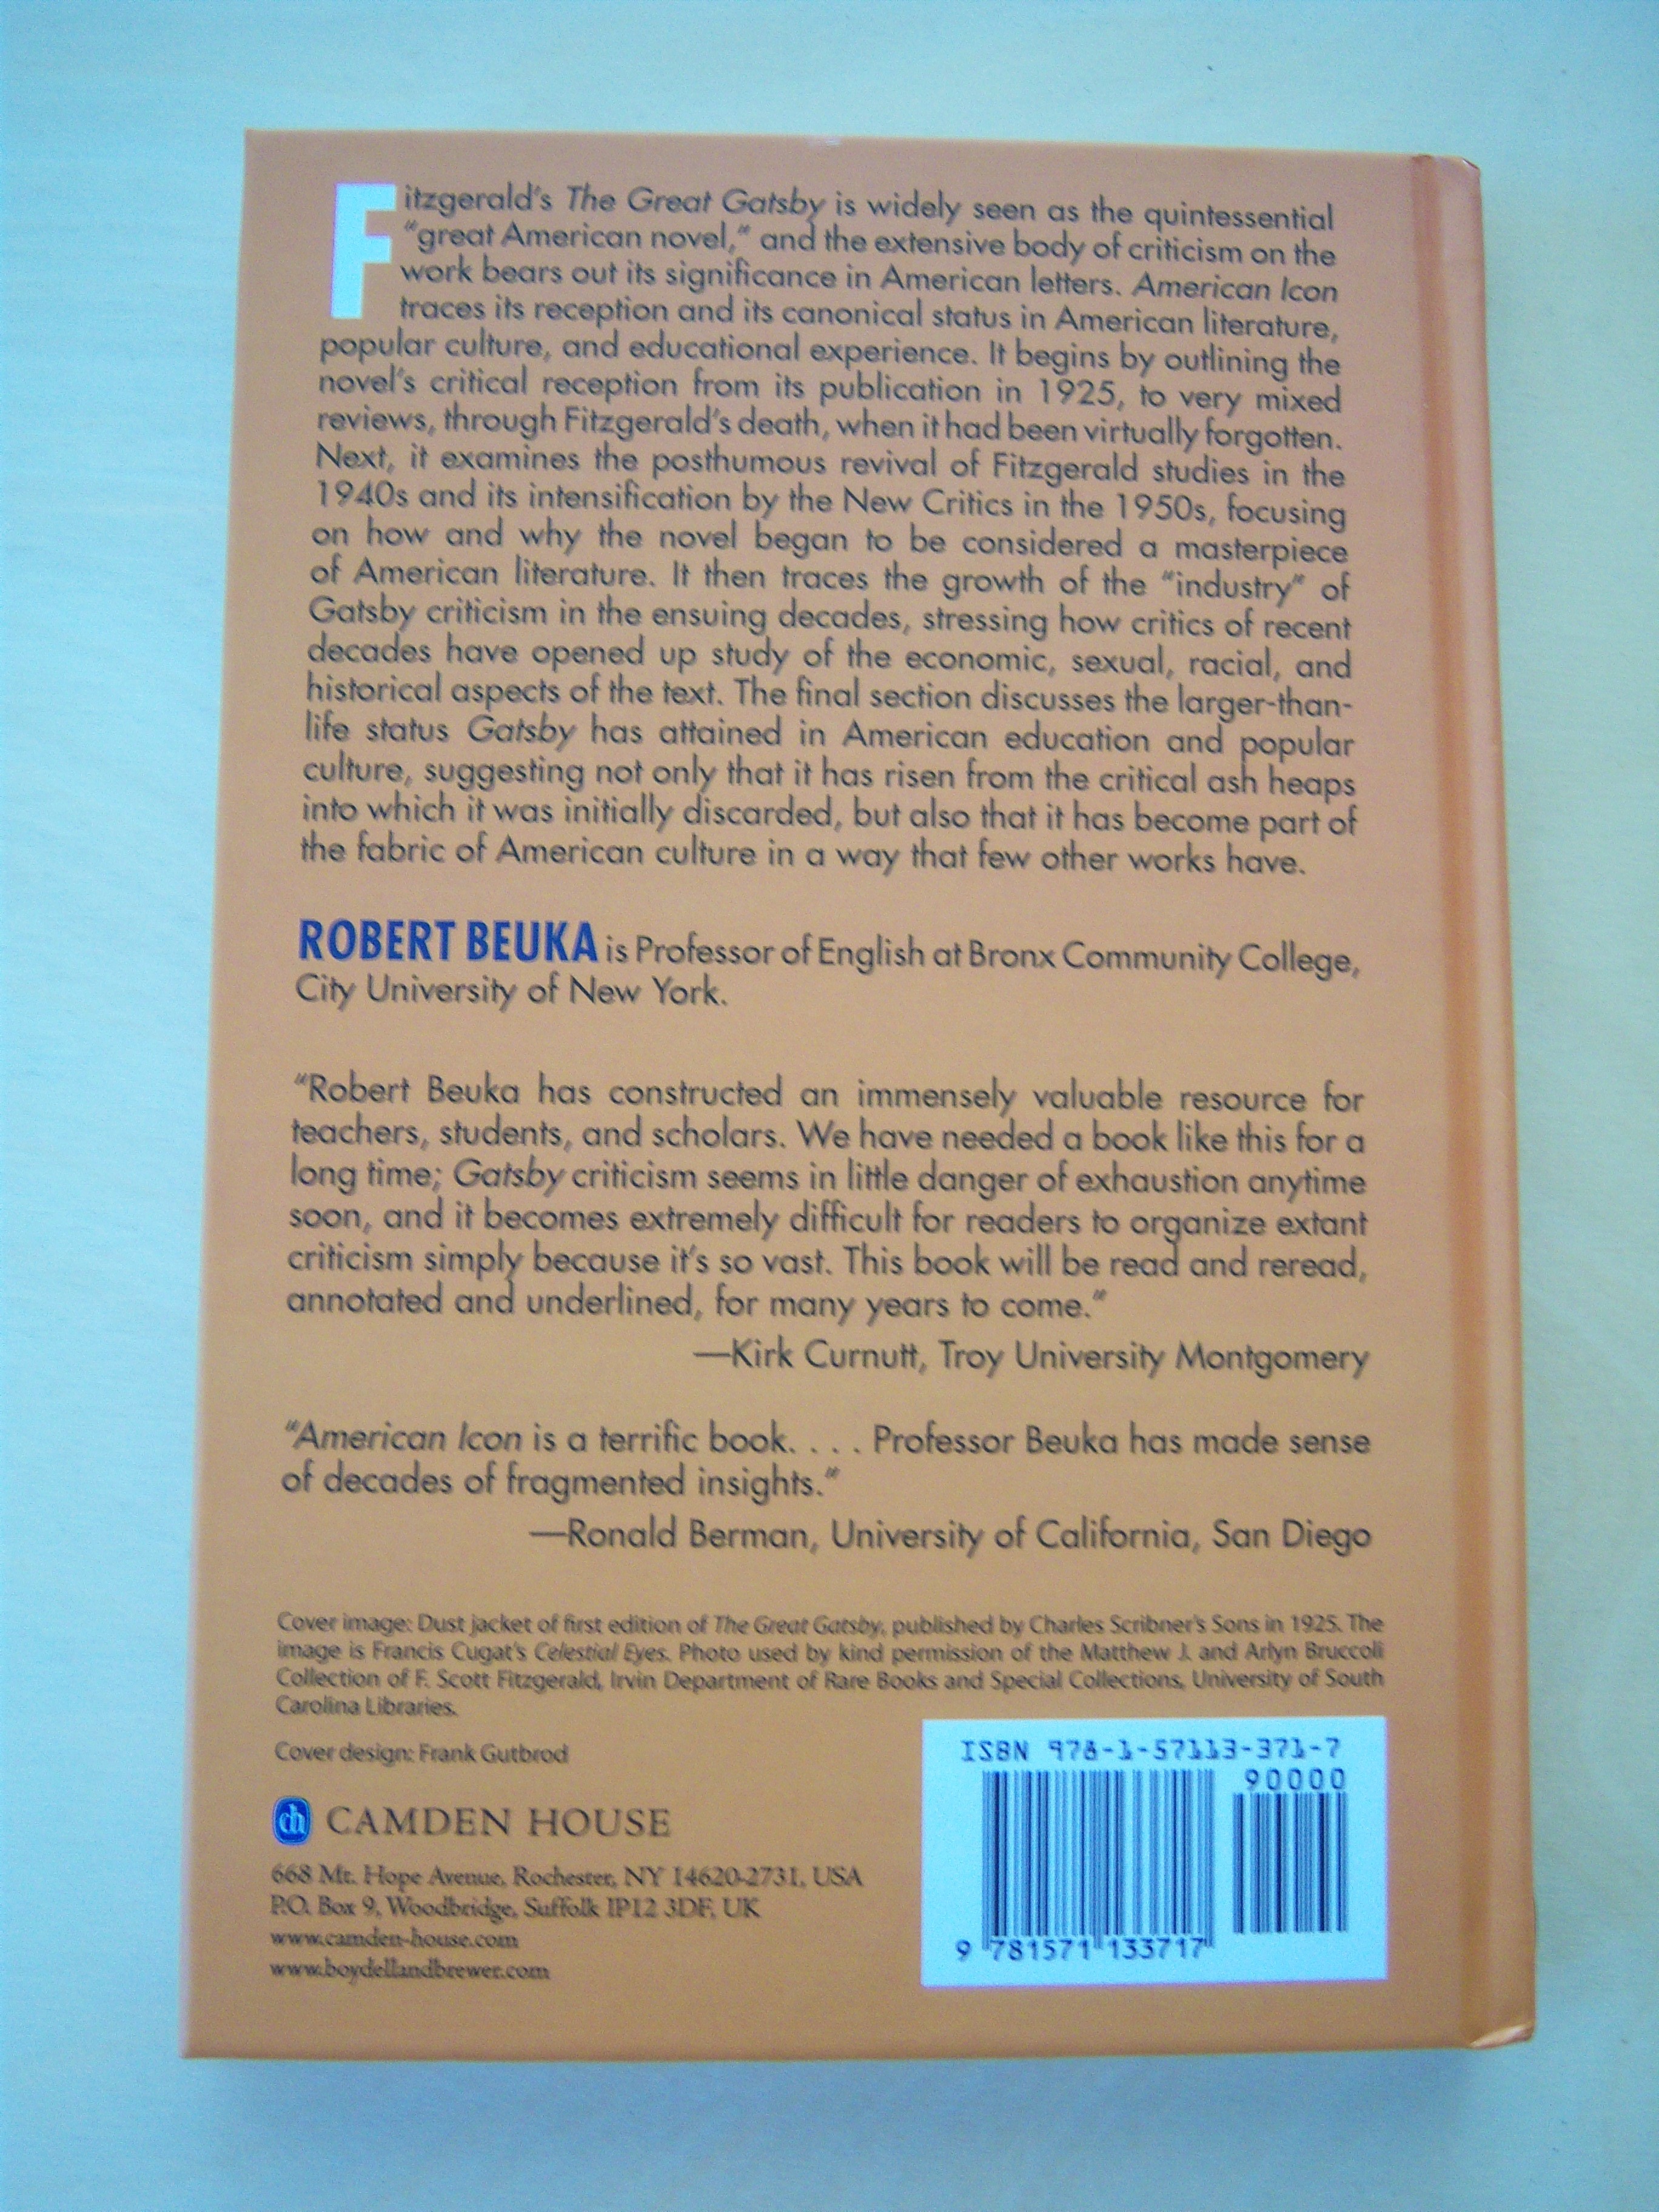 Fitzgerald's The Great Gatsby is widely seen as the quintessential
"great American novel," and the extensive body of criticism on the
work bears out its significance in American letters. American Icon
traces its reception and its canonical status in American literature,
popular culture, and educational experience. It begins by outlining the
novel's critical reception from its publication in 1925, to very mixed
reviews, through Fitzgerald's death, when it had been virtually forgotten.
Next, it examines the posthumous revival of Fitzgerald studies in the
1940s and its intensification by the New Critics in the 1950s, focusing
on how and why the novel began to be considered a masterpiece
of American literature. It then traces the growth of the "industry" of
Gatsby criticism in the ensuing decades, stressing how critics of recent
decades have opened up study of the economic, sexual, racial, and
historical aspects of the text. The final section discusses the larger-than-
life status Gatsby has attained in American education and popular
culture, suggesting not only that it has risen from the critical ash heaps
into which it was initially discarded, but also that it has become part of
the fabric of American culture in a way that few other works have.
ROBERT BEUKA is Professor of English at Bronx Community College,
City University of New York.
"Robert Beuka has constructed an immensely valuable resource for
teachers, students, and scholars. We have needed a book like this for a
long time; Gatsby criticism seems in little danger of exhaustion anytime
soon, and it becomes extremely difficult for readers to organize extant
criticism simply because it's so vast. This book will be read and reread,
annotated and underlined, for many years to come."
—Kirk Curnutt, Troy University Montgomery
"American Icon is a terrific book. . . . Professor Beuka has made sense
of decades of fragmented insights."
—Ronald Berman, University of California, San Diego
Cover image: Dust jacket of first edition of The Great Gatsby, published by Charles Scribner's Sons in 1925. The
image is Francis Cugat's Celestial Eyes. Photo used by kind permission of the Matthew J. and Arlyn Bruccoli
Collection of F. Scott Fitzgerald, Irvin Department of Rare Books and Special Collections, University of South
Carolina Libraries.
Cover design: Frank Gutbrod
ch CAMDEN HOUSE
668 Mt. Hope Avenue, Rochester, NY 14620-2731, USA
P.O. Box 9, Woodbridge, Suffolk IP12 3DF, UK
www.camden-house.com
www.boydellandbrewer.com
ISBN 978-1-57113-371-7
90000
9 781571 133717